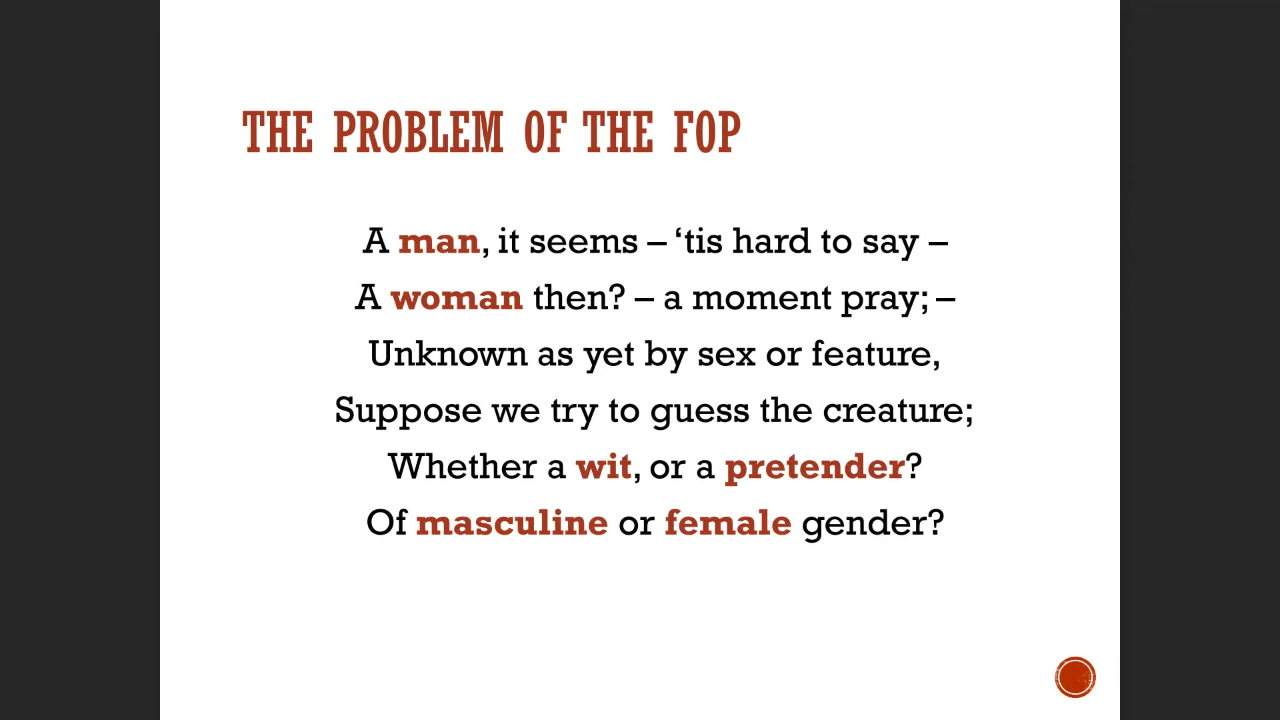 THE PROBLEM OF THE FOP
A man, it seems – ‘tis hard to say –
A woman then? – a moment pray; –
Unknown as yet by sex or feature,
Suppose we try to guess the creature;
Whether a wit, or a pretender?
Of masculine or female gender?